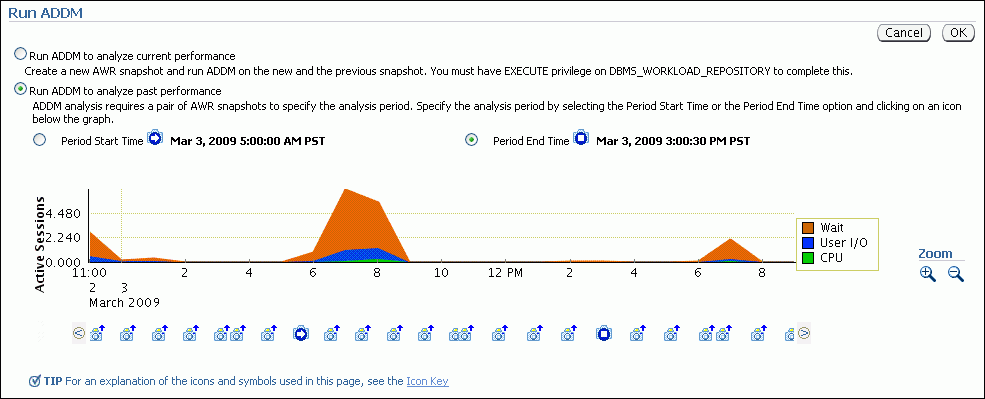 Run ADDM
Cancel OK
Run ADDM to analyze current performance
Create a new AWR snapshot and run ADDM on the new and the previous snapshot. You must have EXECUTE privilege on DBMS_WORKLOAD_REPOSITORY to complete this.
Run ADDM to analyze past performance
ADDM analysis requires a pair of AWR snapshots to specify the analysis period. Specify the analysis period by selecting the Period Start Time or the Period End Time option and clicking on an icon
below the graph.
Period Start Time Mar 3, 2009 5:00:00 AM PST Period End Time Mar 3, 2009 3:00:30 PM PST
Active Sessions
4.480
2.240
0.000
11:00 2 4 6 8 10 12 PM 2 4 6 8
2 3
March 2009
Wait
User I/O
CPU
Zoom
TIP For an explanation of the icons and symbols used in this page, see the Icon Key